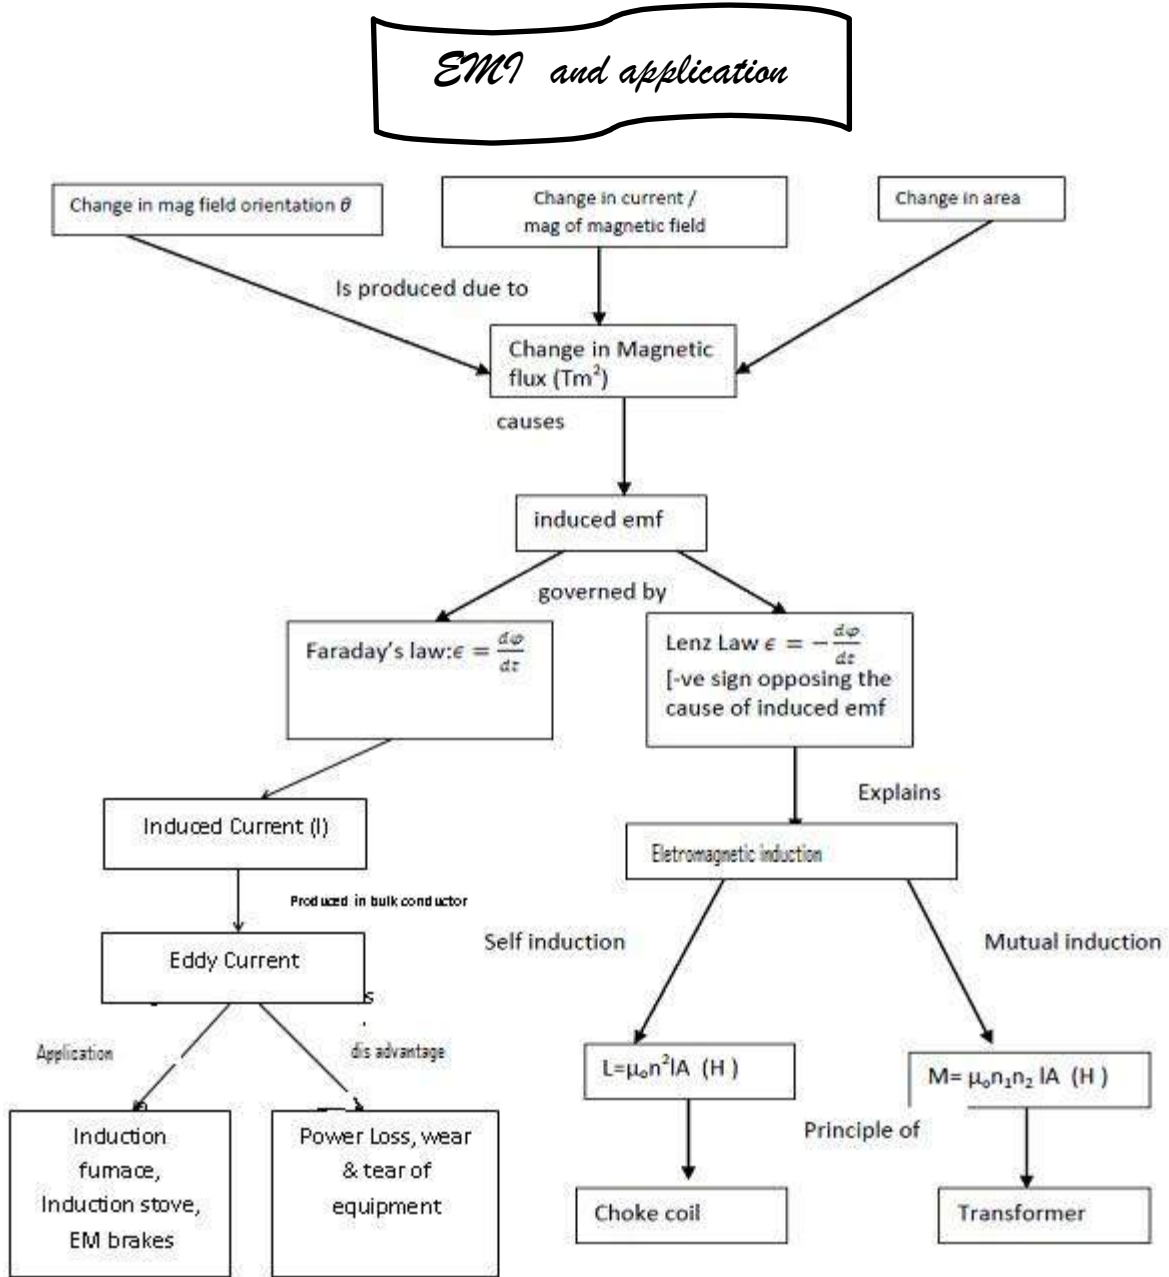 EMI and application
Change in mag field orientation θ
Change in current /
mag of magnetic field
Change in area
Is produced due to
Change in Magnetic
flux (Tm²)
causes
induced emf
governed by
Faraday's law:ϵ = dφ/dt
Lenz Law ϵ = − dφ/dt
[-ve sign opposing the
cause of induced emf
Induced Current (I)
Explains
Eletromagnetic induction
Produced in bulk conductor
Self induction
Mutual induction
Eddy Current
s
Application
dis advantage
L=μₒn²lA (H )
M= μₒn₁n₂ lA (H )
Principle of
Induction
furnace,
Induction stove,
EM brakes
Power Loss, wear
& tear of
equipment
Choke coil
Transformer